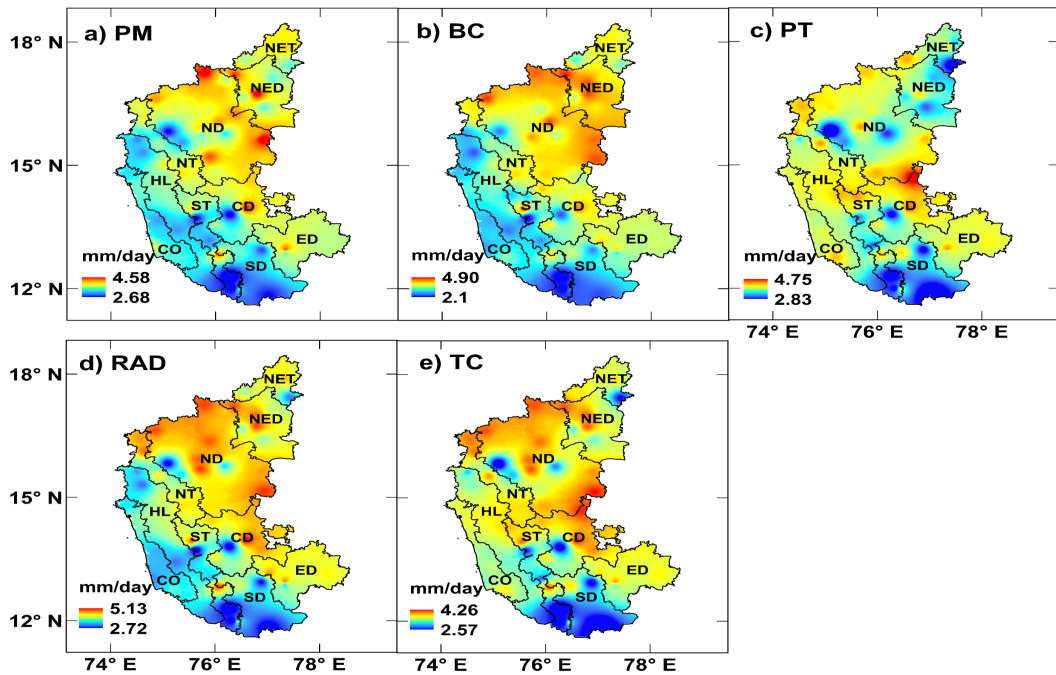 a) PM
b) BC
c) PT
18° N
15° N
12° N
NET
NED
ND
NT
HL
ST
CD
CO
ED
SD
mm/day
4.58
2.68
NET
NED
ND
NT
HL
ST
CD
CO
ED
SD
mm/day
4.90
2.1
NET
NED
ND
NT
HL
ST
CD
CO
ED
SD
mm/day
4.75
2.83
74° E
76° E
78° E
d) RAD
e) TC
18° N
15° N
12° N
NET
NED
ND
NT
HL
ST
CD
CO
ED
SD
mm/day
5.13
2.72
NET
NED
ND
NT
HL
ST
CD
CO
ED
SD
mm/day
4.26
2.57
74° E
76° E
78° E
74° E
76° E
78° E